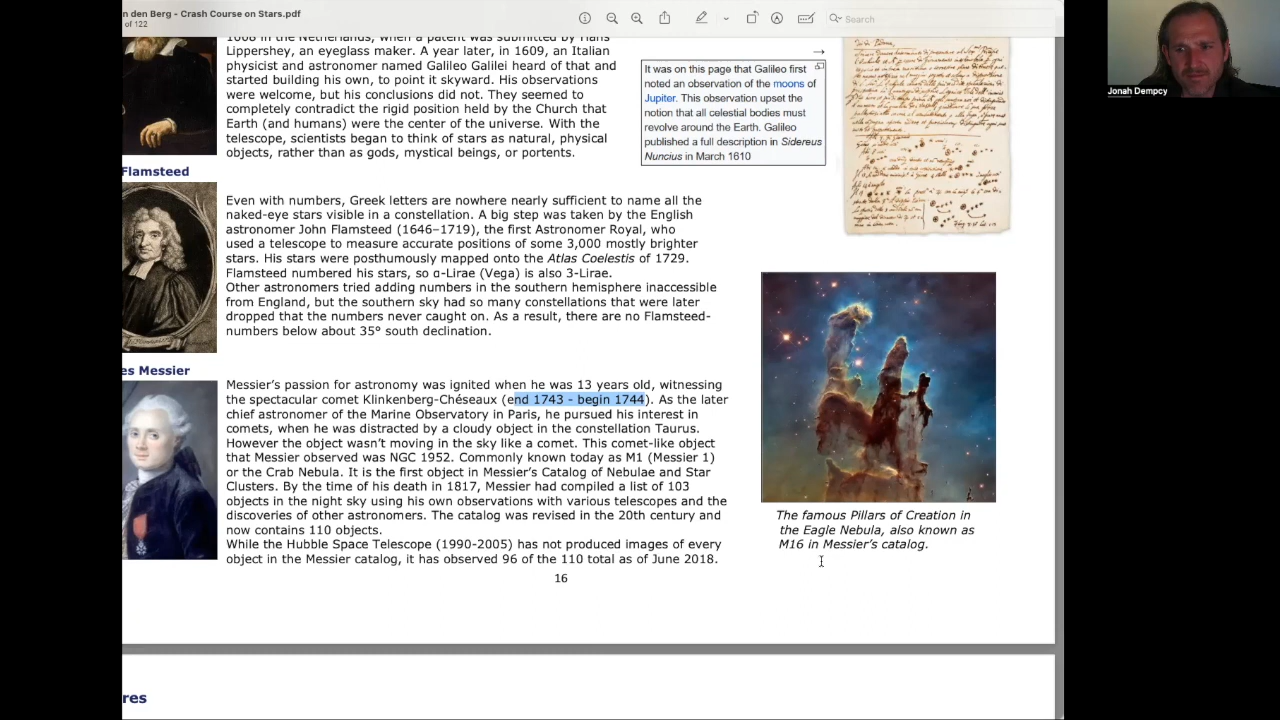 n den Berg - Crash Course on Stars.pdf
of 122
Search
1608 in the Netherlands, when a patent was submitted by Hans
Lippershey, an eyeglass maker. A year later, in 1609, an Italian
physicist and astronomer named Galileo Galilei heard of that and
started building his own, to point it skyward. His observations
were welcome, but his conclusions did not. They seemed to
completely contradict the rigid position held by the Church that
Earth (and humans) were the center of the universe. With the
telescope, scientists began to think of stars as natural, physical
objects, rather than as gods, mystical beings, or portents.
→
It was on this page that Galileo first
noted an observation of the moons of
Jupiter. This observation upset the
notion that all celestial bodies must
revolve around the Earth. Galileo
published a full description in Sidereus
Nuncius in March 1610
Flamsteed
Even with numbers, Greek letters are nowhere nearly sufficient to name all the
naked-eye stars visible in a constellation. A big step was taken by the English
astronomer John Flamsteed (1646–1719), the first Astronomer Royal, who
used a telescope to measure accurate positions of some 3,000 mostly brighter
stars. His stars were posthumously mapped onto the Atlas Coelestis of 1729.
Flamsteed numbered his stars, so α-Lirae (Vega) is also 3-Lirae.
Other astronomers tried adding numbers in the southern hemisphere inaccessible
from England, but the southern sky had so many constellations that were later
dropped that the numbers never caught on. As a result, there are no Flamsteed-
numbers below about 35° south declination.
es Messier
Messier's passion for astronomy was ignited when he was 13 years old, witnessing
the spectacular comet Klinkenberg-Chéseaux (end 1743 - begin 1744). As the later
chief astronomer of the Marine Observatory in Paris, he pursued his interest in
comets, when he was distracted by a cloudy object in the constellation Taurus.
However the object wasn't moving in the sky like a comet. This comet-like object
that Messier observed was NGC 1952. Commonly known today as M1 (Messier 1)
or the Crab Nebula. It is the first object in Messier's Catalog of Nebulae and Star
Clusters. By the time of his death in 1817, Messier had compiled a list of 103
objects in the night sky using his own observations with various telescopes and the
discoveries of other astronomers. The catalog was revised in the 20th century and
now contains 110 objects.
While the Hubble Space Telescope (1990-2005) has not produced images of every
object in the Messier catalog, it has observed 96 of the 110 total as of June 2018.
The famous Pillars of Creation in
the Eagle Nebula, also known as
M16 in Messier's catalog.
16
res
Jonah Dempcy